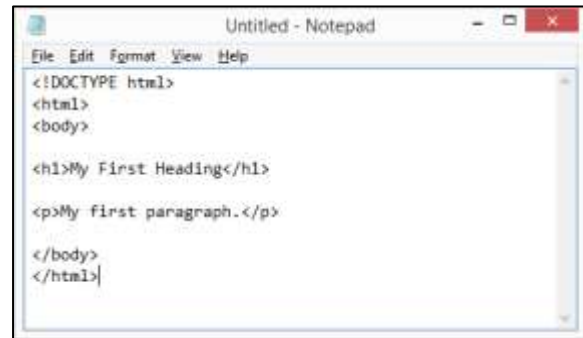 Untitled - Notepad
File Edit Format View Help
<!DOCTYPE html>
<html>
<body>
<h1>My First Heading</h1>
<p>My first paragraph.</p>
</body>
</html>